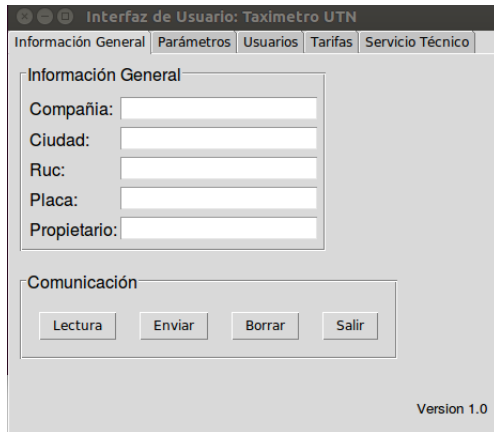 Interfaz de Usuario: Taximetro UTN
Información General Parámetros Usuarios Tarifas Servicio Técnico
Información General
Compañia:
Ciudad:
Ruc:
Placa:
Propietario:
Comunicación
Lectura Enviar Borrar Salir
Version 1.0